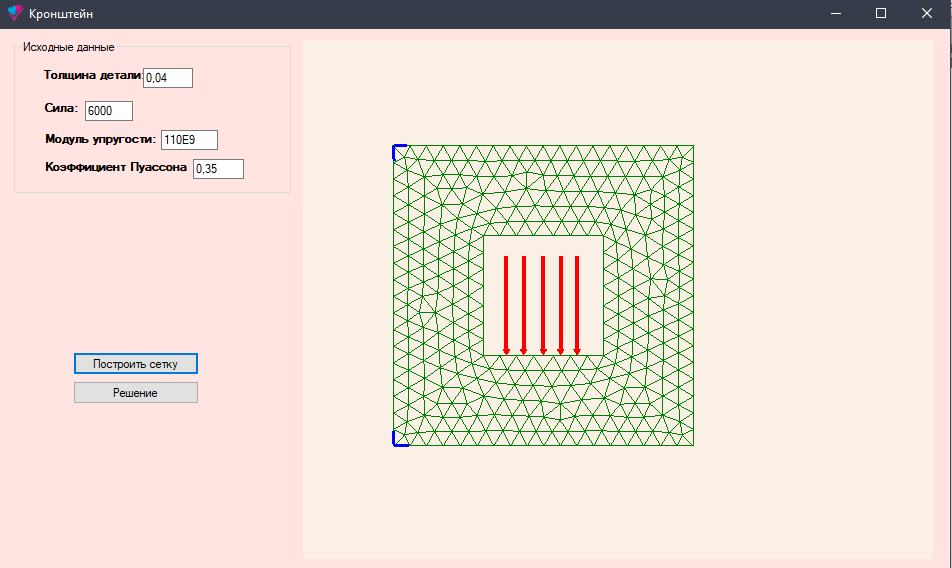 Кронштейн
Исходные данные
Толщина детали:
0,04
Сила:
6000
Модуль упругости:
110E9
Коэффициент Пуассона
0,35
Построить сетку
Решение